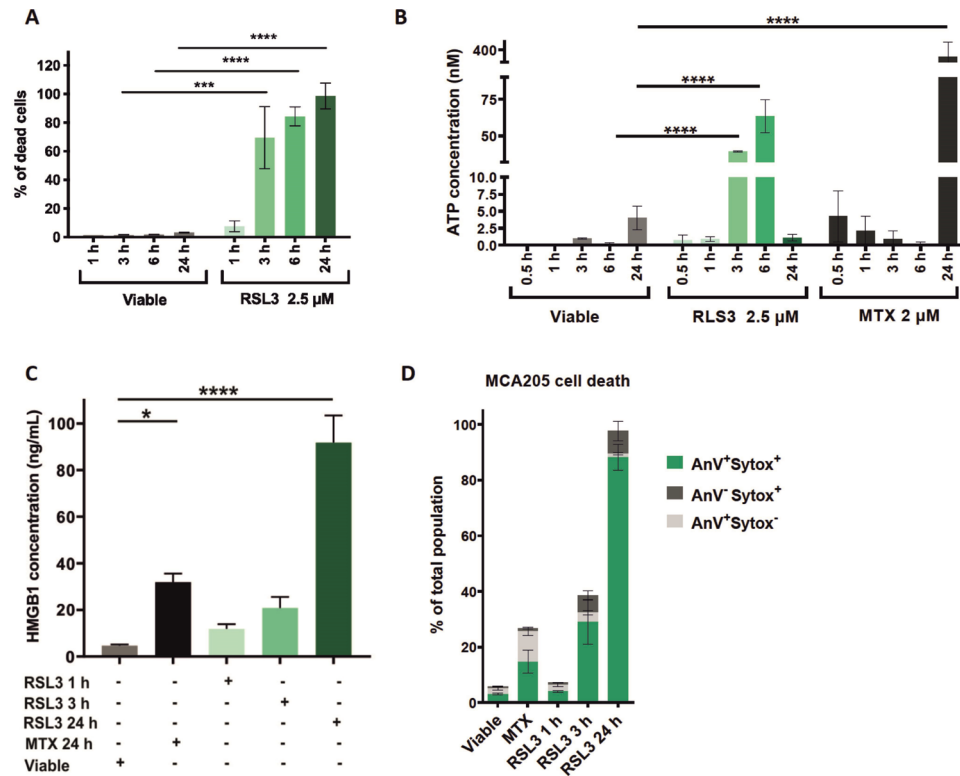 A
% of dead cells
120
100
80
60
40
20
0
***
****
****
1 h 3 h 6 h 24 h 1 h 3 h 6 h 24 h
Viable RSL3 2.5 µM
B
ATP concentration (nM)
400
75
50
10.0
7.5
5.0
2.5
0.0
****
****
****
0.5 h 1 h 3 h 6 h 24 h 0.5 h 1 h 3 h 6 h 24 h 0.5 h 1 h 3 h 6 h 24 h
Viable RLS3 2.5 µM MTX 2 µM
C
HMGB1 concentration (ng/mL)
100
80
60
40
20
0
****
*
RSL3 1 h - - + - -
RSL3 3 h - - - + -
RSL3 24 h - - - - +
MTX 24 h - + - - -
Viable + - - - -
D
MCA205 cell death
% of total population
100
80
60
40
20
0
Viable MTX RSL3 1 h RSL3 3 h RSL3 24 h
AnV+Sytox+
AnV- Sytox+
AnV+Sytox-